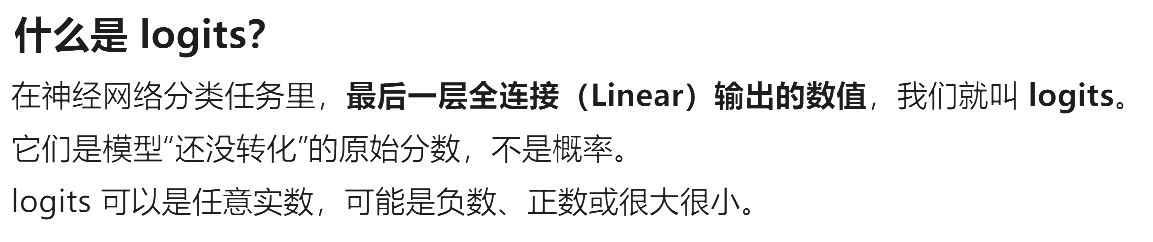 什么是 logits?
在神经网络分类任务里，最后一层全连接（Linear）输出的数值，我们就叫 logits。
它们是模型“还没转化”的原始分数，不是概率。
logits 可以是任意实数，可能是负数、正数或很大很小。